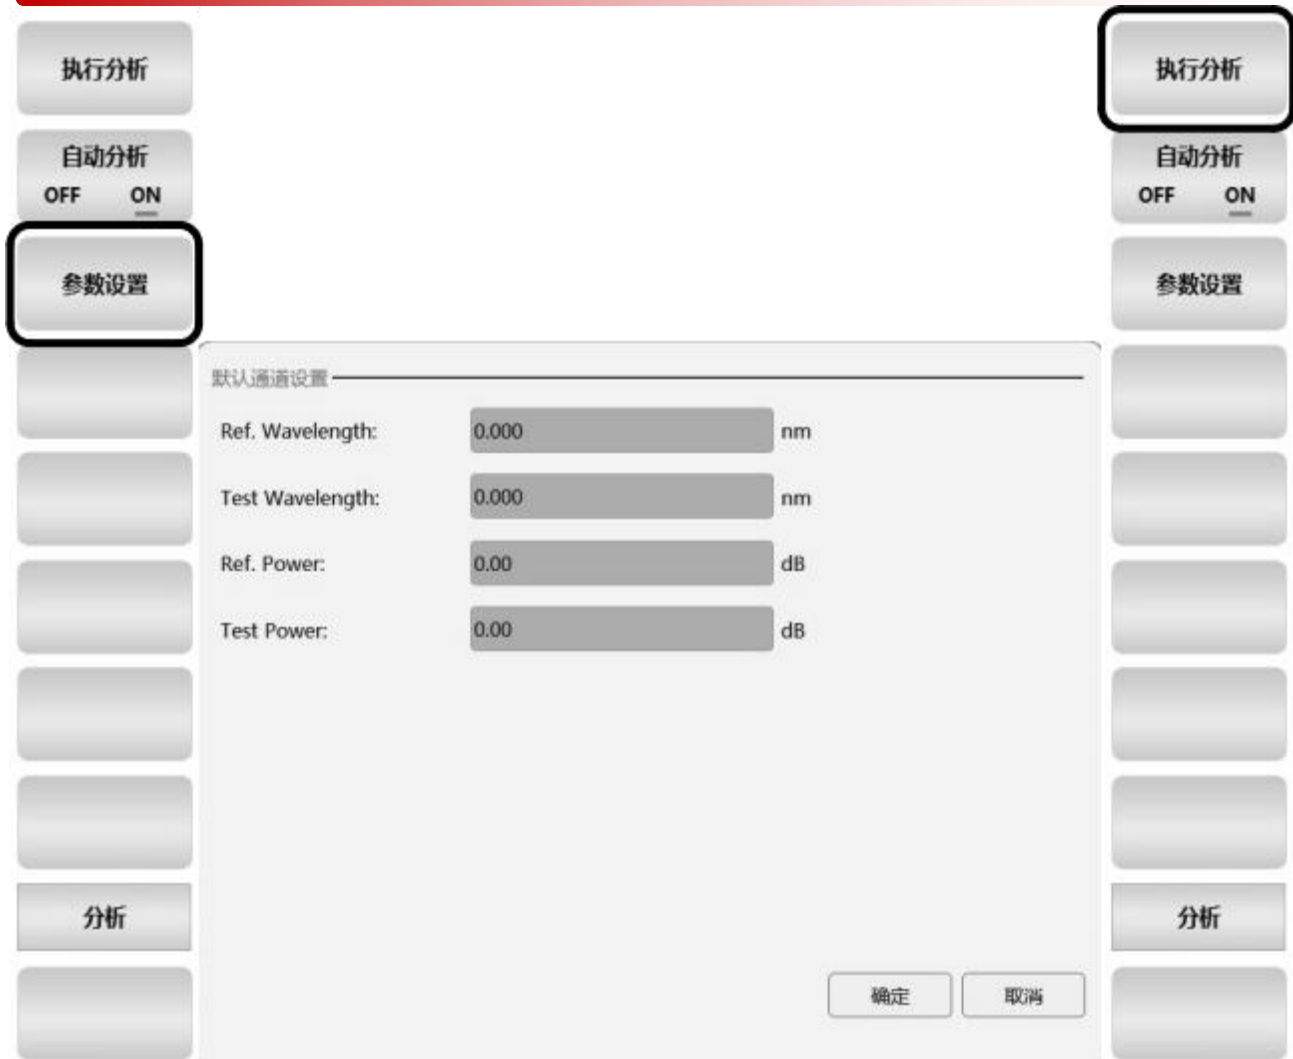 执行分析
自动分析
OFF ON
参数设置
分析
默认通道设置
Ref. Wavelength: 0.000 nm
Test Wavelength: 0.000 nm
Ref. Power: 0.00 dB
Test Power: 0.00 dB
确定 取消
执行分析
自动分析
OFF ON
参数设置
分析